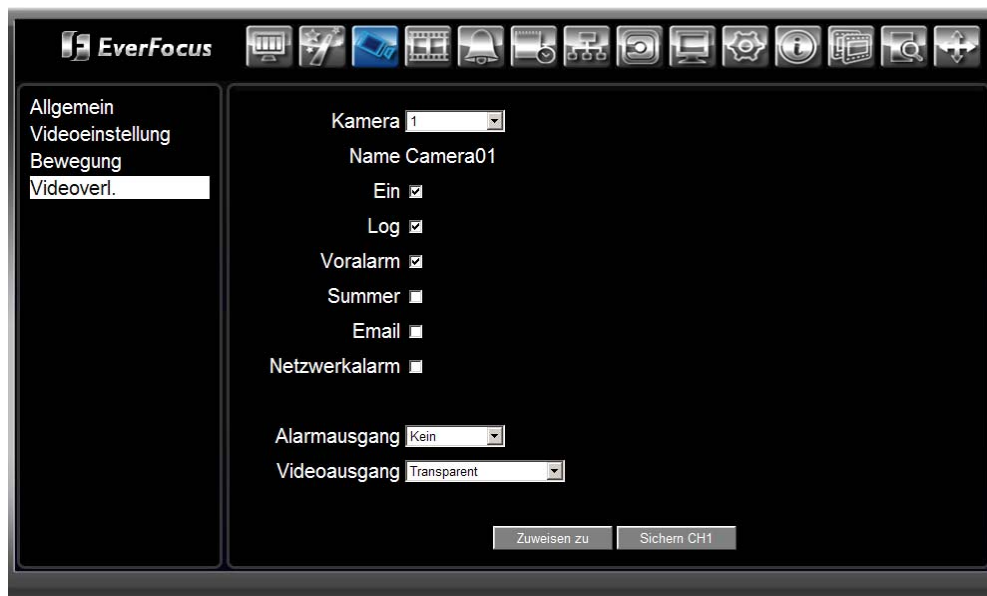 EverFocus
Allgemein
Videoeinstellung
Bewegung
Videoverl.
Kamera 1
Name Camera01
Ein
Log
Voralarm
Summer
Email
Netzwerkalarm
Alarmausgang Kein
Videoausgang Transparent
Zuweisen zu Sichern CH1